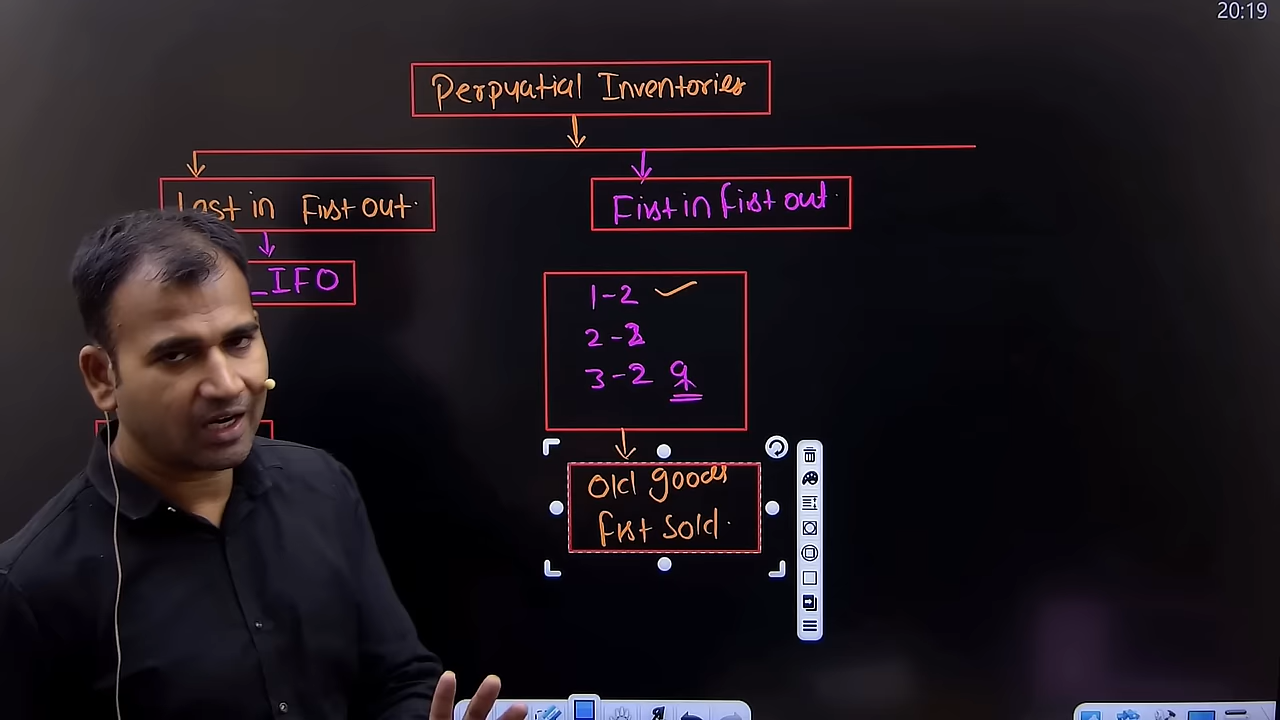 20:19
Perpuatial Inventories
Last in First out.
First in first out.
LIFO
1-2
2-2
3-2 9
Old goods
first sold.